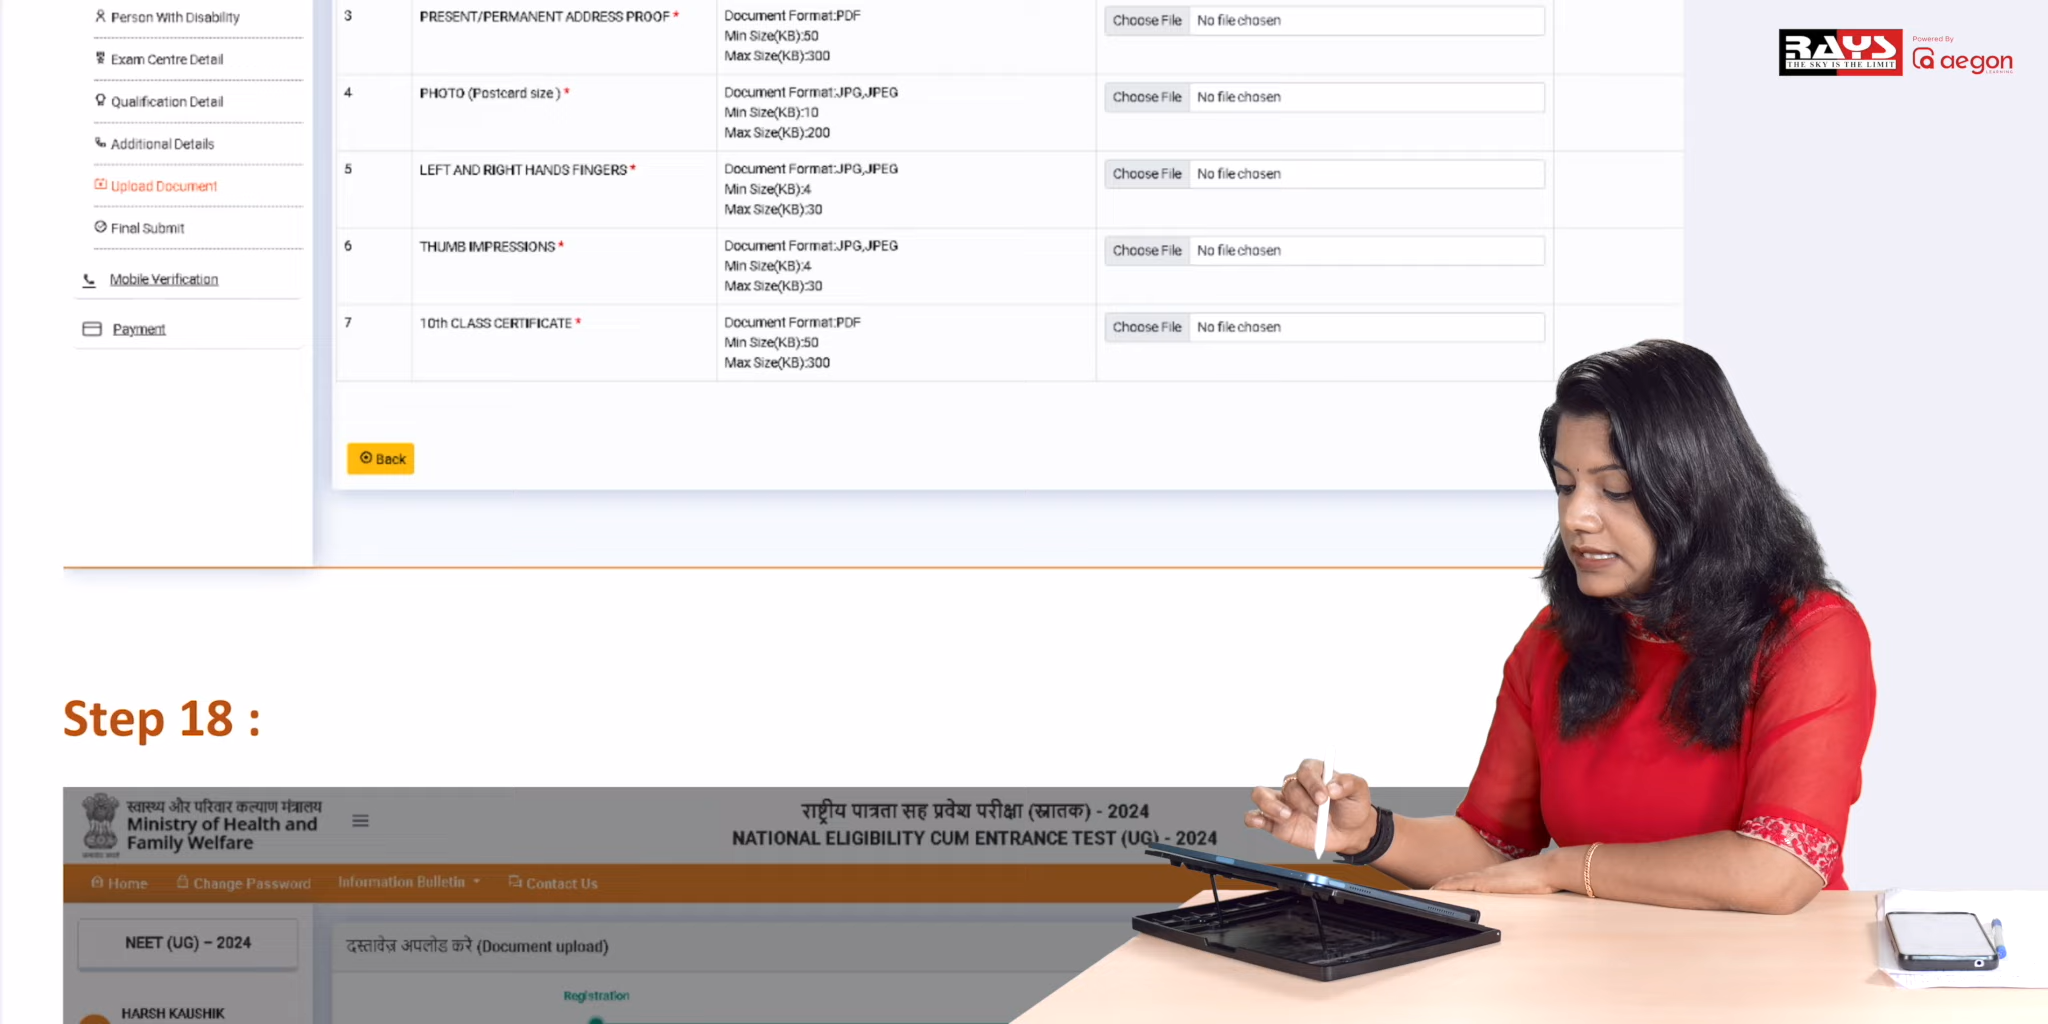 Person With Disability
Exam Centre Detail
Qualification Detail
Additional Details
Upload Document
Final Submit
Mobile Verification
Payment
3 PRESENT/PERMANENT ADDRESS PROOF * Document Format:PDF Choose File No file chosen
Min Size(KB):50
Max Size(KB):300
4 PHOTO (Postcard size ) * Document Format:JPG,JPEG Choose File No file chosen
Min Size(KB):10
Max Size(KB):200
5 LEFT AND RIGHT HANDS FINGERS * Document Format:JPG,JPEG Choose File No file chosen
Min Size(KB):4
Max Size(KB):30
6 THUMB IMPRESSIONS * Document Format:JPG,JPEG Choose File No file chosen
Min Size(KB):4
Max Size(KB):30
7 10th CLASS CERTIFICATE * Document Format:PDF Choose File No file chosen
Min Size(KB):50
Max Size(KB):300
Back
RAYS
THE SKY IS THE LIMIT
Powered By
aegon
LEARNING
Step 18 :
स्वास्थ्य और परिवार कल्याण मंत्रालय
Ministry of Health and
Family Welfare
राष्ट्रीय पात्रता सह प्रवेश परीक्षा (स्नातक) - 2024
NATIONAL ELIGIBILITY CUM ENTRANCE TEST (UG) - 2024
Home Change Password Information Bulletin Contact Us
NEET (UG) – 2024
दस्तावेज़ अपलोड करें (Document upload)
Registration
HARSH KAUSHIK